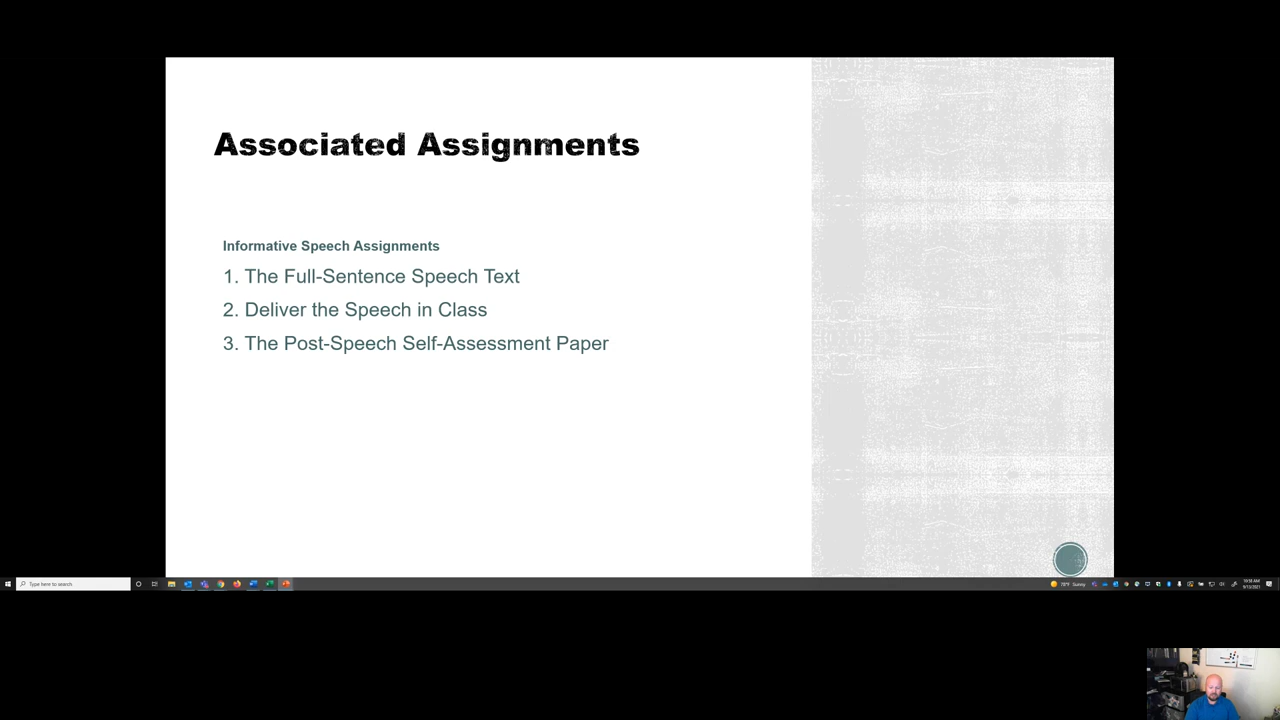 Associated Assignments
Informative Speech Assignments
1. The Full-Sentence Speech Text
2. Deliver the Speech in Class
3. The Post-Speech Self-Assessment Paper
Type here to search
Sunny